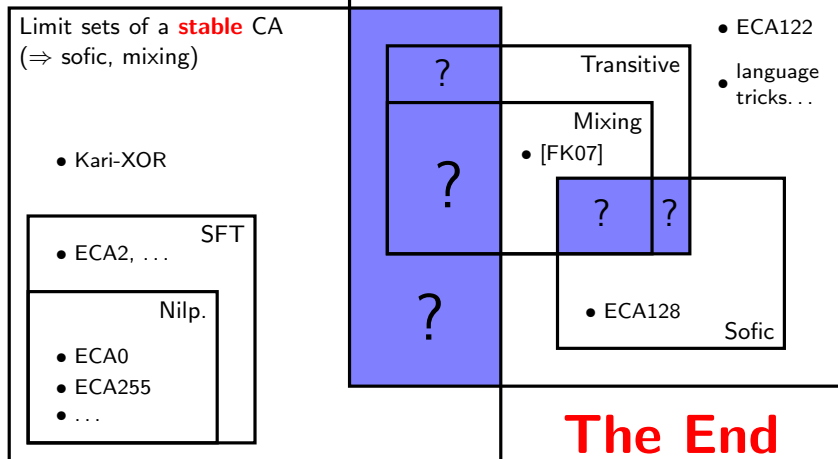 Limit sets of a stable CA
(⇒ sofic, mixing)
• Kari-XOR
SFT
• ECA2, ...
Nilp.
• ECA0
• ECA255
• ...
?
Transitive
Mixing
• [FK07]
?
?
?
?
• ECA128
Sofic
• ECA122
• language
tricks...
The End